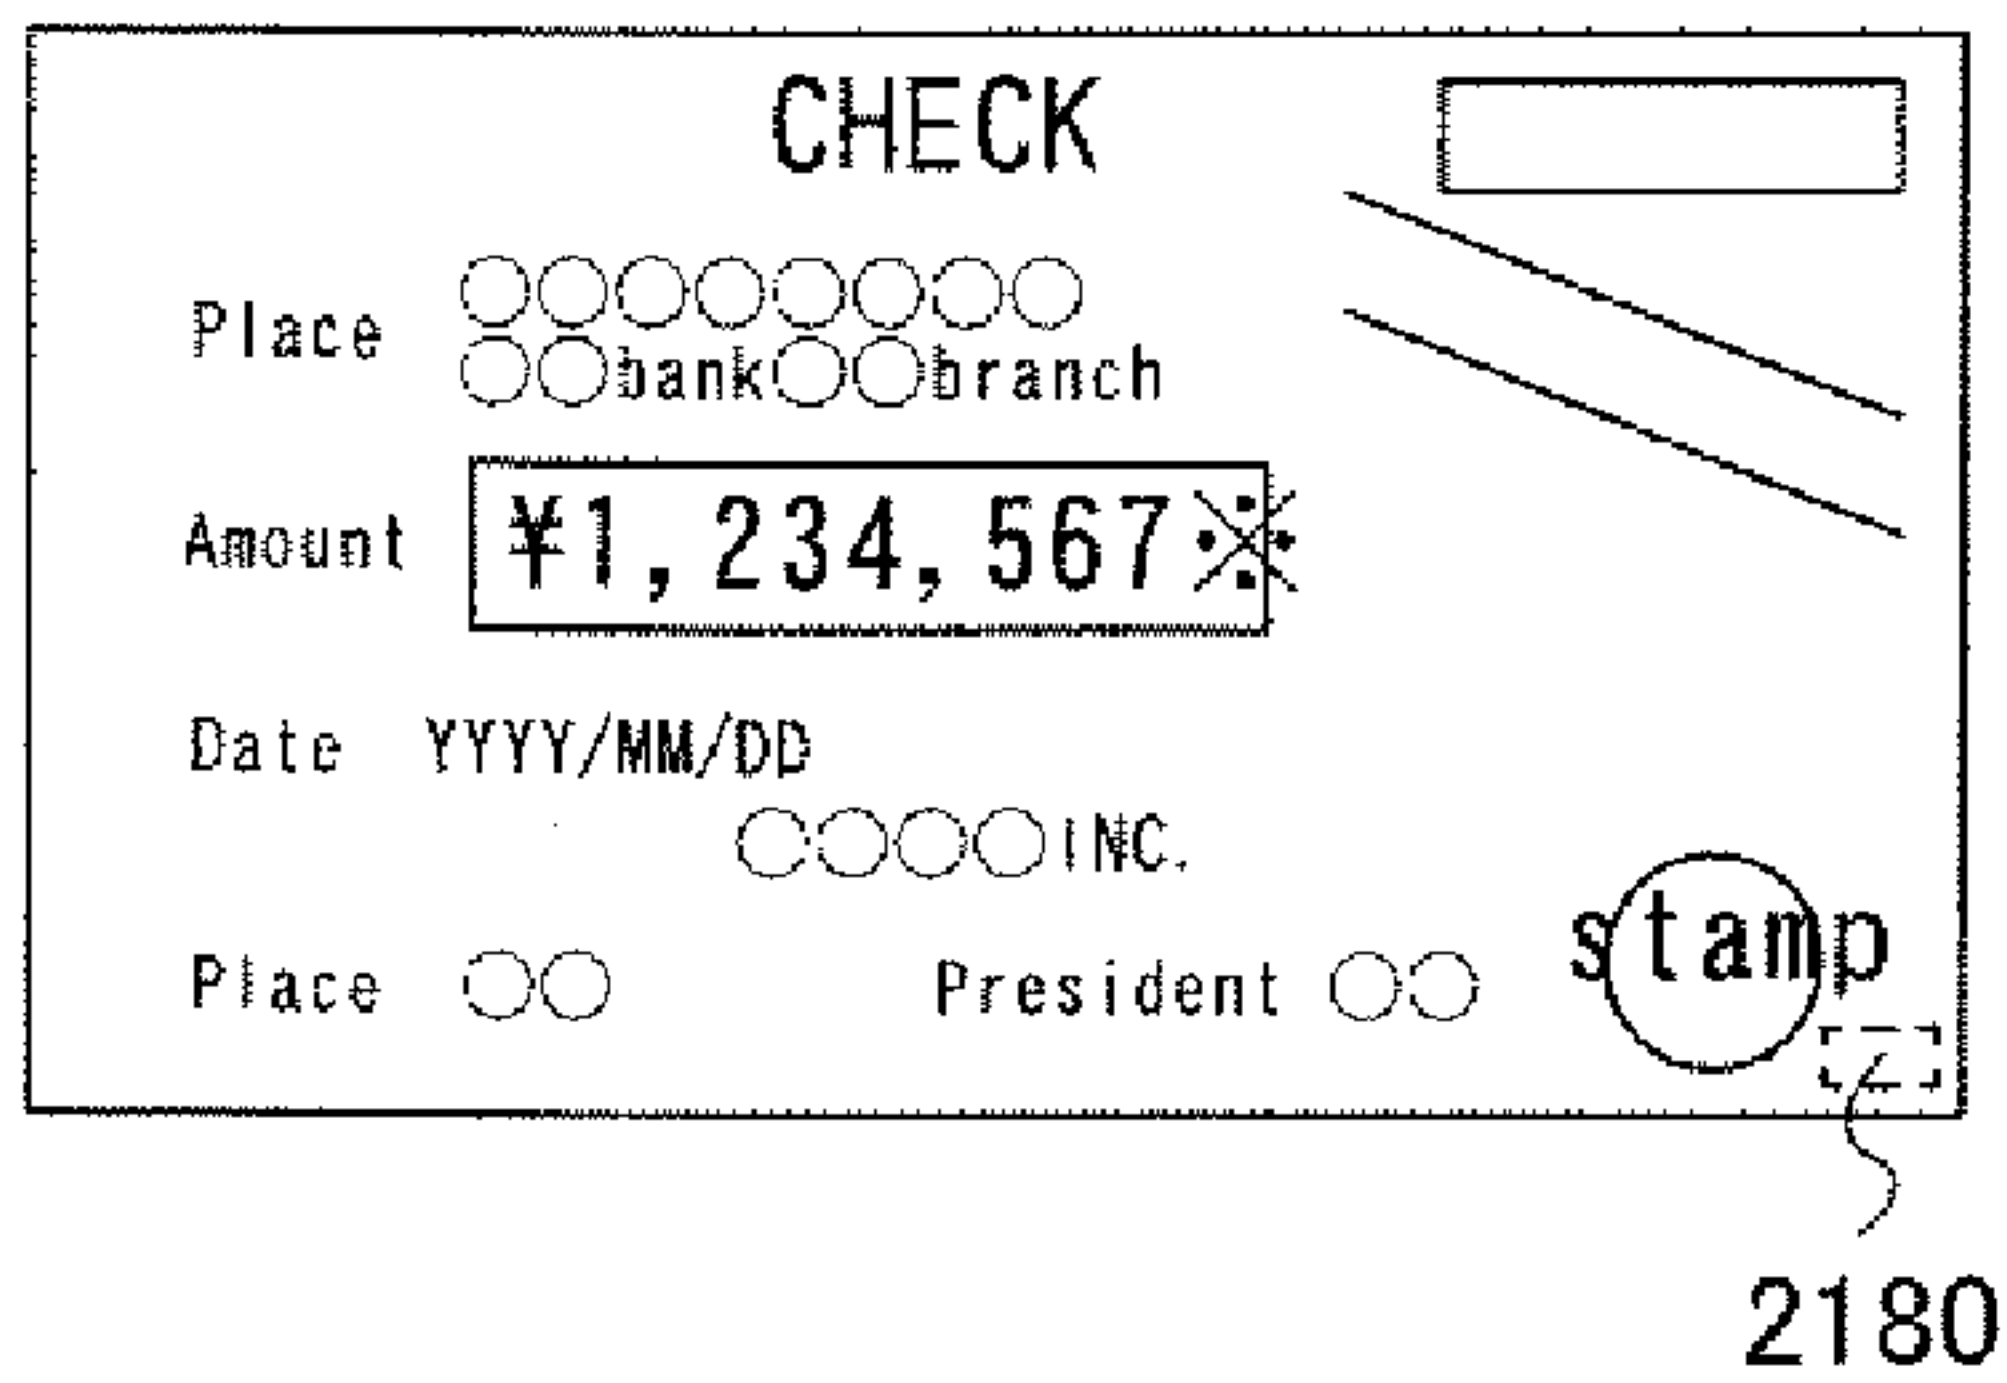 CHECK
Place
○○○○○○○○
○○bank○○branch
Amount ¥1,234,567※
Date YYYY/MM/DD
○○○○INC.
Place ○○ President ○○
stamp
2180